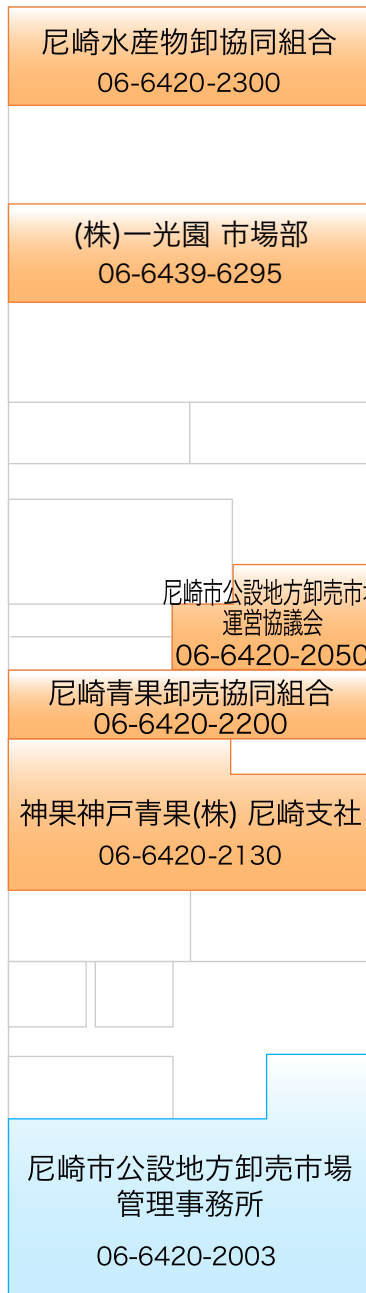 尼崎水産物卸協同組合
06-6420-2300
(株)一光園 市場部
06-6439-6295
尼崎市公設地方卸売市場
運営協議会
06-6420-2050
尼崎青果卸売協同組合
06-6420-2200
神果神戸青果(株) 尼崎支社
06-6420-2130
尼崎市公設地方卸売市場
管理事務所
06-6420-2003